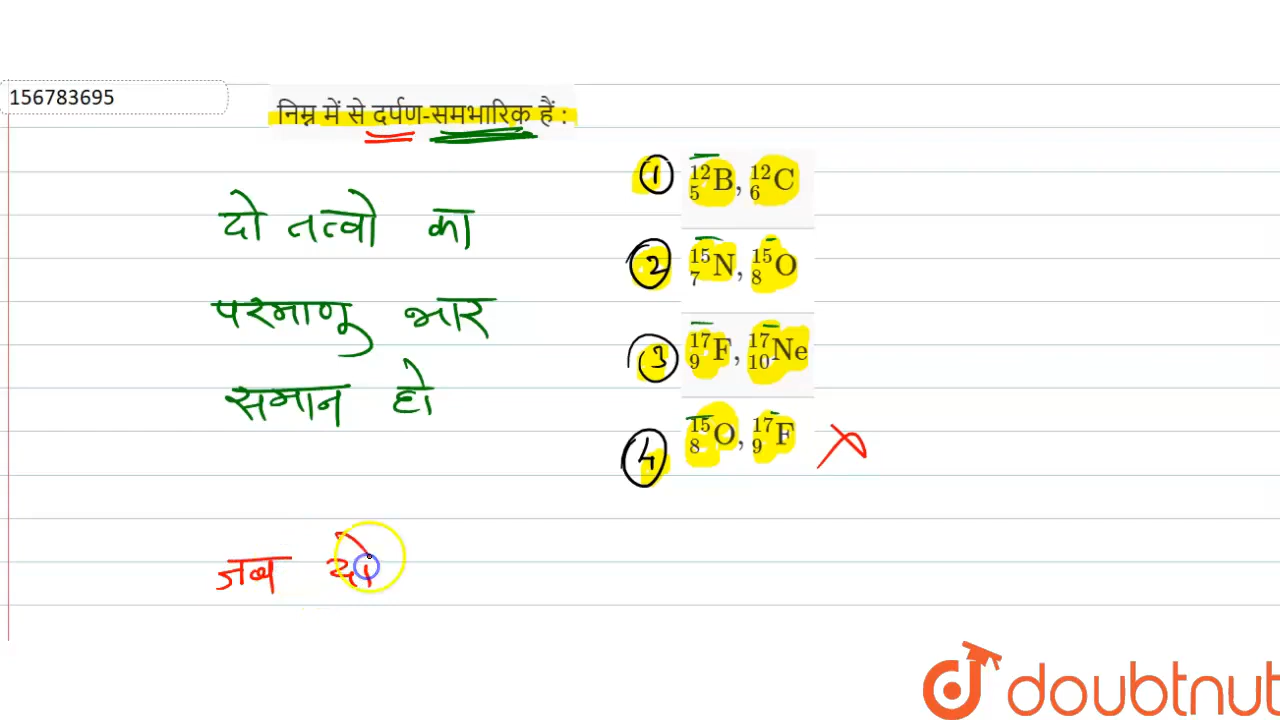 156783695
निम्न में से दर्पण-समभारिक हैं :
① ¹²₅B, ¹²₆C
② ¹⁵₇N, ¹⁵₈O
③ ¹⁷₉F, ¹⁷₁₀Ne
④ ¹⁵₈O, ¹⁷₉F
दो तत्वो का
परमाणु भार
समान हो
जब दो
doubtnut